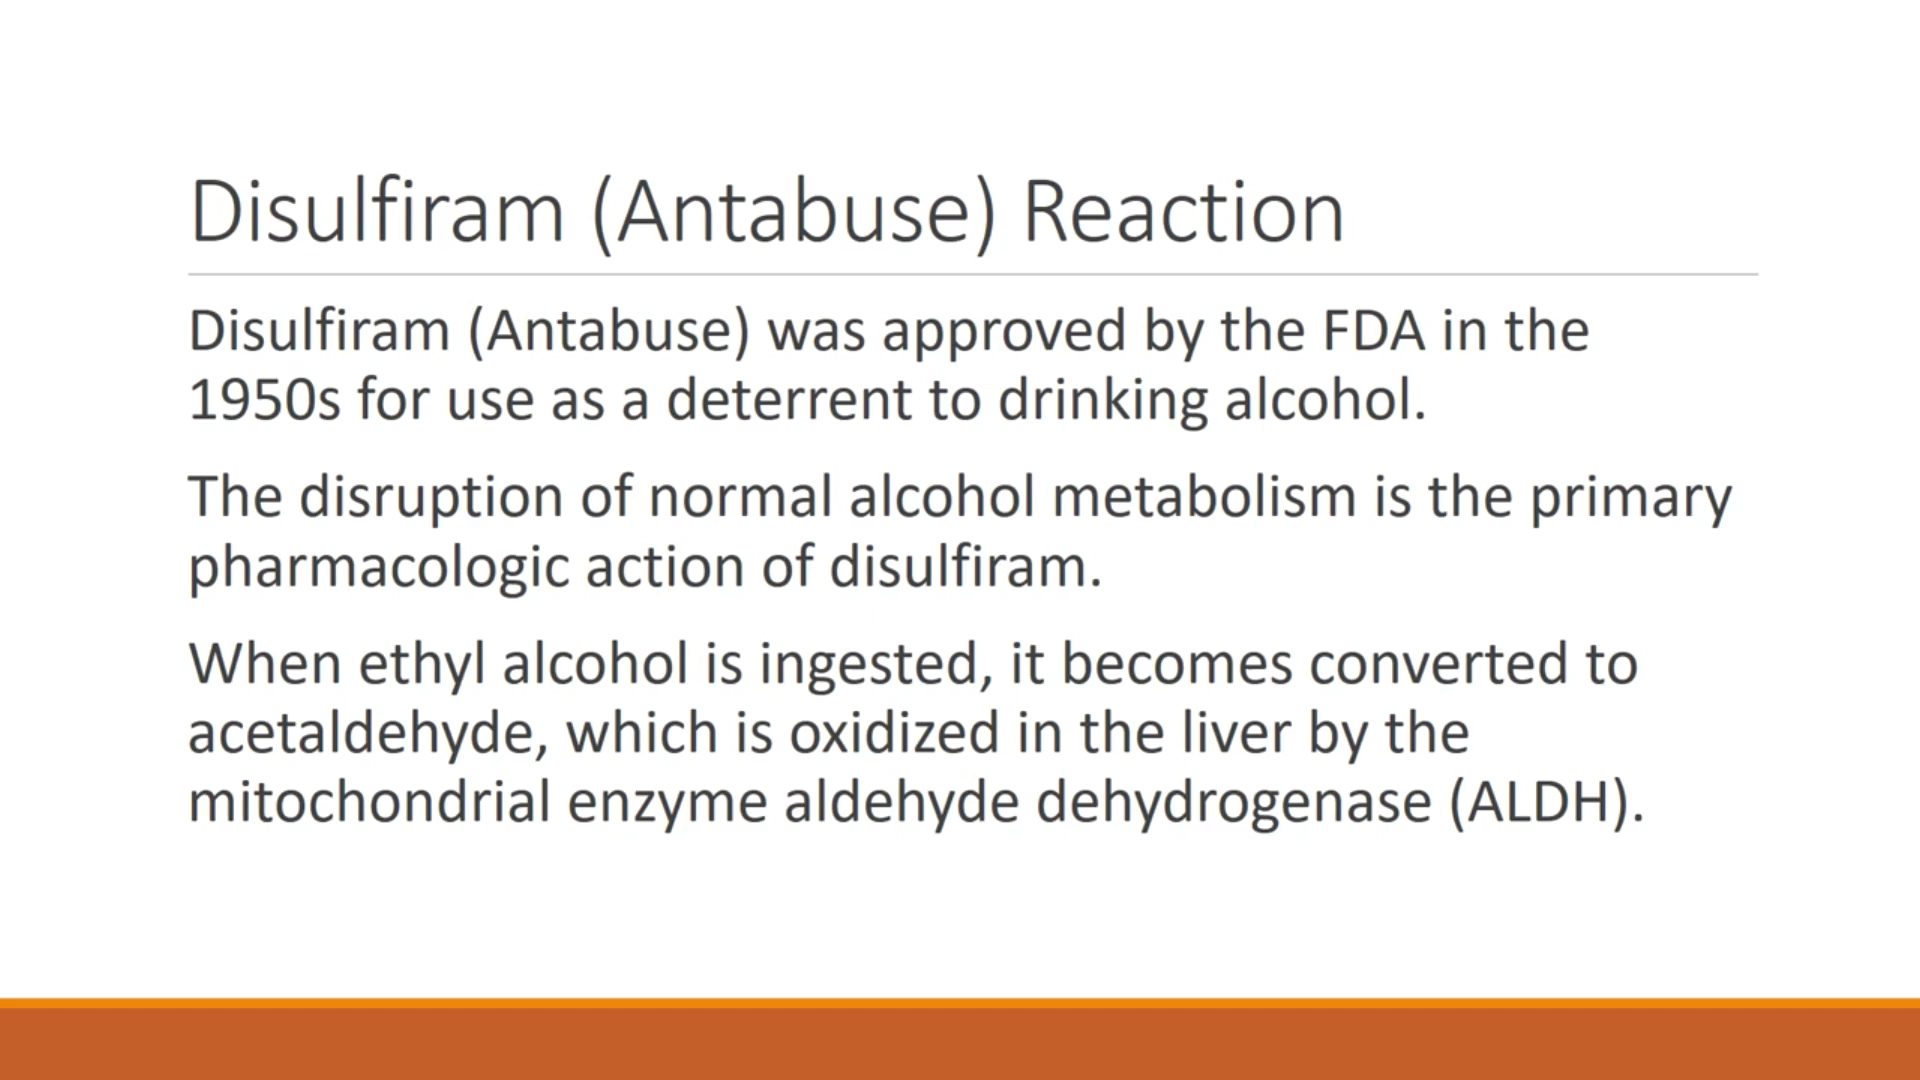 Disulfiram (Antabuse) Reaction
Disulfiram (Antabuse) was approved by the FDA in the
1950s for use as a deterrent to drinking alcohol.
The disruption of normal alcohol metabolism is the primary
pharmacologic action of disulfiram.
When ethyl alcohol is ingested, it becomes converted to
acetaldehyde, which is oxidized in the liver by the
mitochondrial enzyme aldehyde dehydrogenase (ALDH).